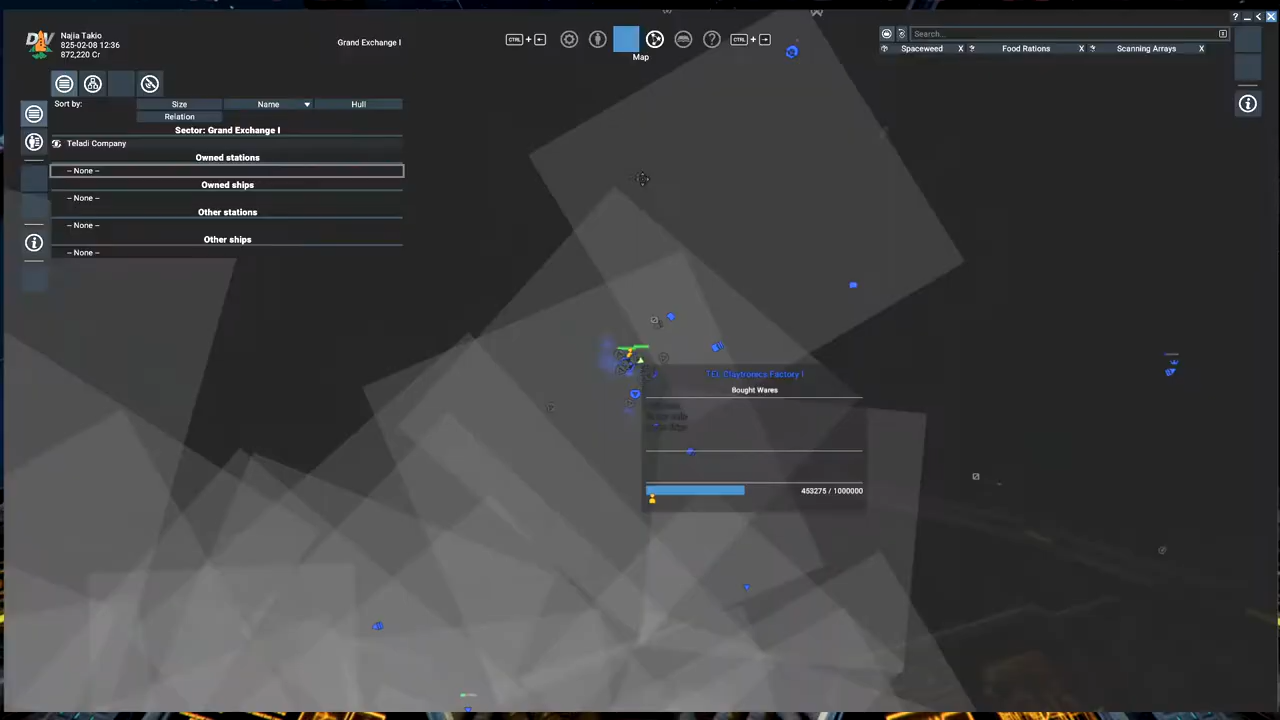 Najia Takio
825-02-08 12:36
872,220 Cr
Grand Exchange I
CTRL + ←
CTRL + →
Map
Search...
Spaceweed X
Food Rations X
Scanning Arrays X
Sort by:
Size
Name
Hull
Relation
Sector: Grand Exchange I
Teladi Company
Owned stations
-- None --
Owned ships
-- None --
Other stations
-- None --
Other ships
-- None --
TEL Claytronics Factory I
Bought Wares
453275 / 1000000